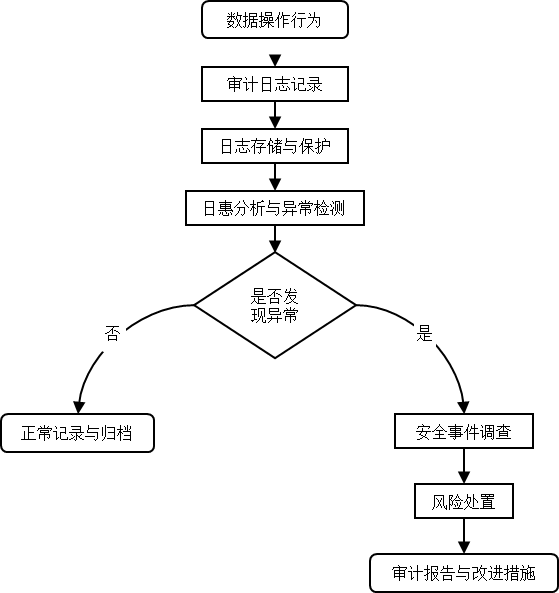 数据操作行为
审计日志记录
日志存储与保护
日惠分析与异常检测
是否发
现异常
否
是
正常记录与归档
安全事件调查
风险处置
审计报告与改进措施